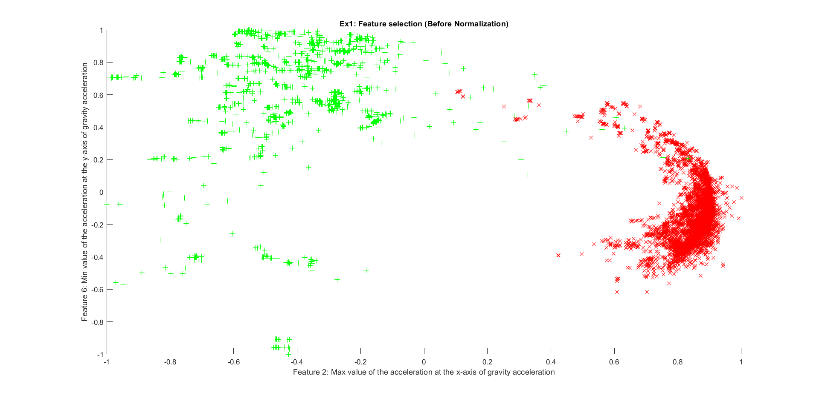 Ex1: Feature selection (Before Normalization)
Feature 6: Min value of the acceleration at the y-axis of gravity acceleration
1
0.8
0.6
0.4
0.2
0
-0.2
-0.4
-0.6
-0.8
-1
-1 -0.8 -0.6 -0.4 -0.2 0 0.2 0.4 0.6 0.8 1
Feature 2: Max value of the acceleration at the x-axis of gravity acceleration